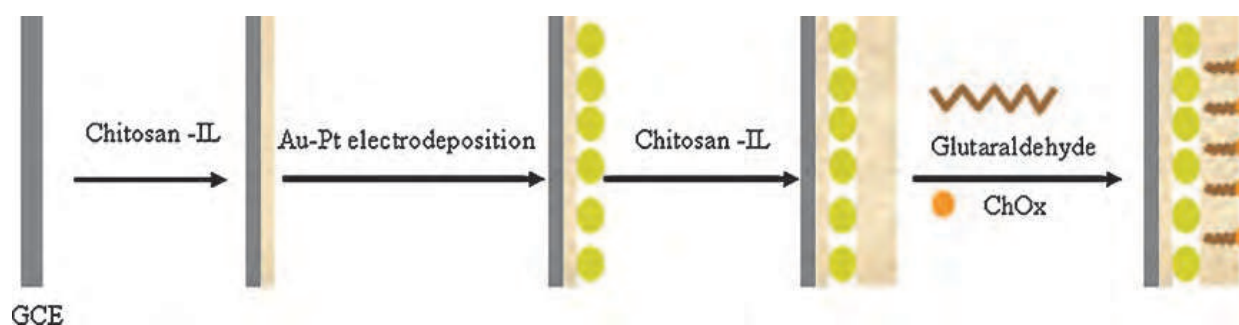 Chitosan -IL
Au-Pt electrodeposition
Chitosan -IL
Glutaraldehyde
ChOx
GCE